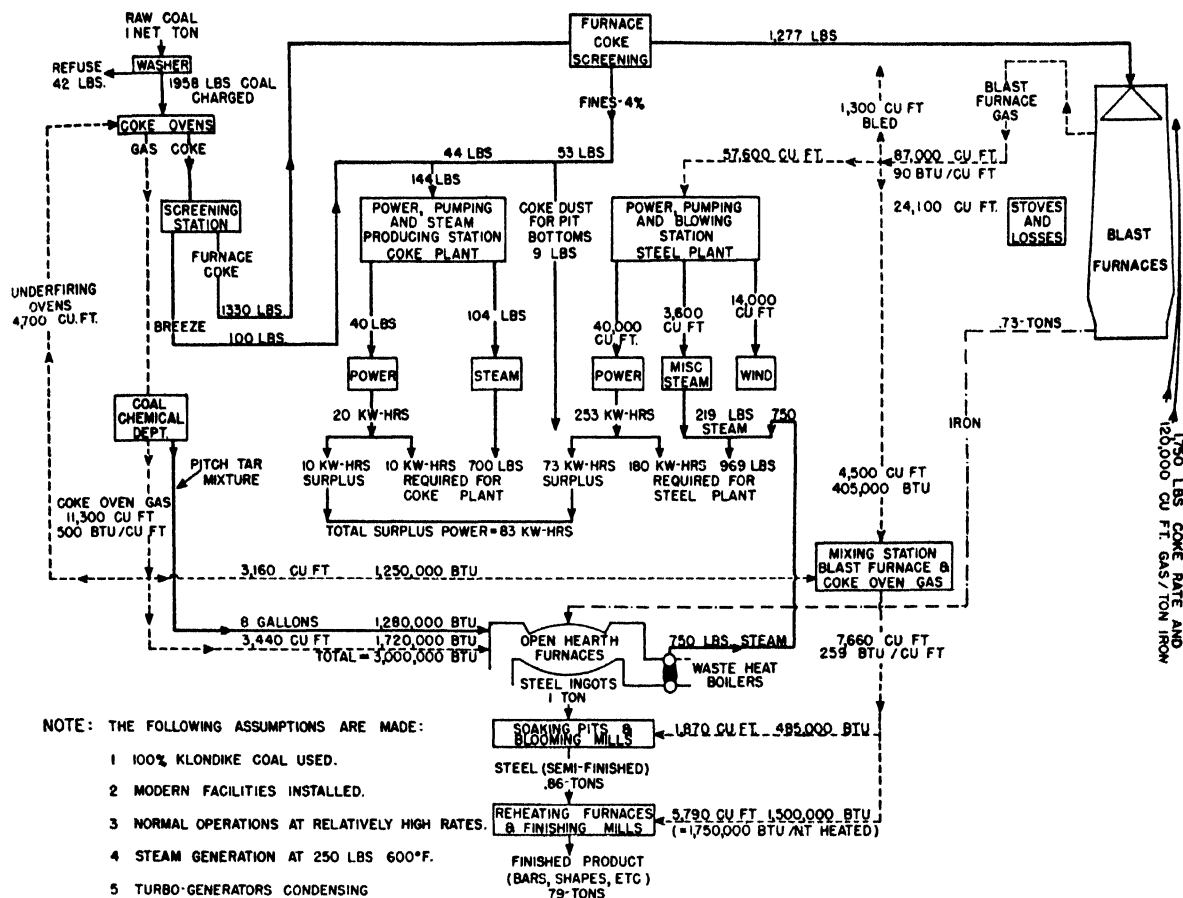 RAW COAL
1 NET TON
WASHER
REFUSE
42 LBS.
1958 LBS COAL
CHARGED
COKE OVENS
GAS COKE
SCREENING
STATION
FURNACE
COKE
1330 LBS.
BREEZE
100 LBS.
UNDERFIRING
OVENS
4,700 CU.FT.
COAL
CHEMICAL
DEPT.
PITCH TAR
MIXTURE
COKE OVEN GAS
11,300 CU FT
500 BTU/CU FT
FURNACE
COKE
SCREENING
1,277 LBS
FINES-4%
44 LBS
53 LBS
144 LBS
POWER, PUMPING
AND STEAM
PRODUCING STATION
COKE PLANT
40 LBS
104 LBS
POWER
STEAM
20 KW-HRS
10 KW-HRS
SURPLUS
10 KW-HRS
REQUIRED FOR
COKE PLANT
700 LBS
COKE DUST
FOR PIT
BOTTOMS
9 LBS
57,600 CU FT.
POWER, PUMPING
AND BLOWING
STATION
STEEL PLANT
40,000
CU FT.
3,600
CU FT
14,000
CU FT
POWER
MISC
STEAM
WIND
253 KW-HRS
219 LBS
STEAM
750
73 KW-HRS
SURPLUS
180 KW-HRS
REQUIRED FOR
STEEL PLANT
969 LBS
TOTAL SURPLUS POWER = 83 KW-HRS
1,300 CU FT
BLED
BLAST
FURNACE
GAS
87,000 CU FT.
90 BTU/CU FT
24,100 CU FT.
STOVES
AND
LOSSES
BLAST
FURNACES
.73-TONS
IRON
1,750 LBS COKE RATE AND
120,000 CU FT. GAS/TON IRON
4,500 CU FT
405,000 BTU
MIXING STATION
BLAST FURNACE &
COKE OVEN GAS
3,160 CU FT 1,250,000 BTU
8 GALLONS 1,280,000 BTU
3,440 CU FT 1,720,000 BTU
TOTAL = 3,000,000 BTU
OPEN HEARTH
FURNACES
750 LBS STEAM
WASTE HEAT
BOILERS
7,660 CU FT
259 BTU/CU FT
STEEL INGOTS
1 TON
SOAKING PITS &
BLOOMING MILLS
1,870 CU FT. 485,000 BTU
STEEL (SEMI-FINISHED)
.86-TONS
REHEATING FURNACES
& FINISHING MILLS
5,790 CU FT 1,500,000 BTU
(=1,750,000 BTU/NT HEATED)
FINISHED PRODUCT
(BARS, SHAPES, ETC)
.79-TONS
NOTE: THE FOLLOWING ASSUMPTIONS ARE MADE:
1 100% KLONDIKE COAL USED.
2 MODERN FACILITIES INSTALLED.
3 NORMAL OPERATIONS AT RELATIVELY HIGH RATES.
4 STEAM GENERATION AT 250 LBS 600°F.
5 TURBO-GENERATORS CONDENSING